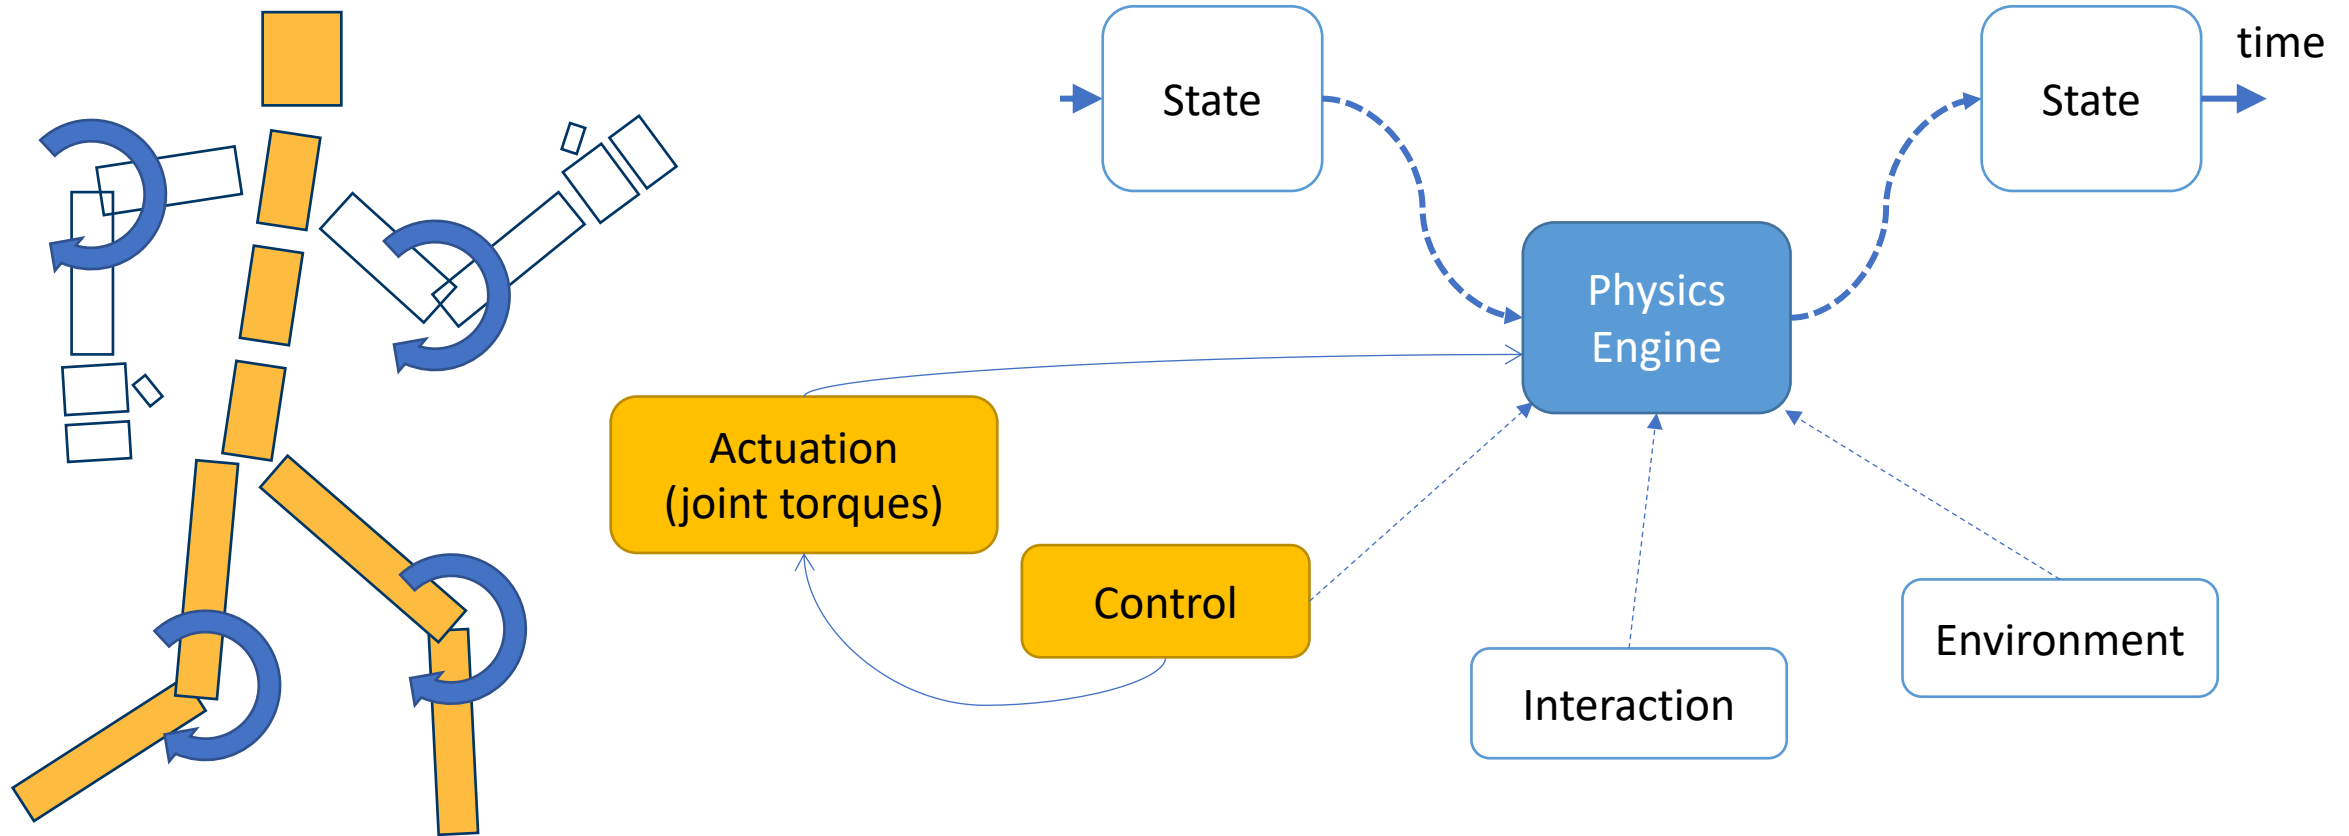 State
State
time
Physics
Engine
Actuation
(joint torques)
Control
Interaction
Environment